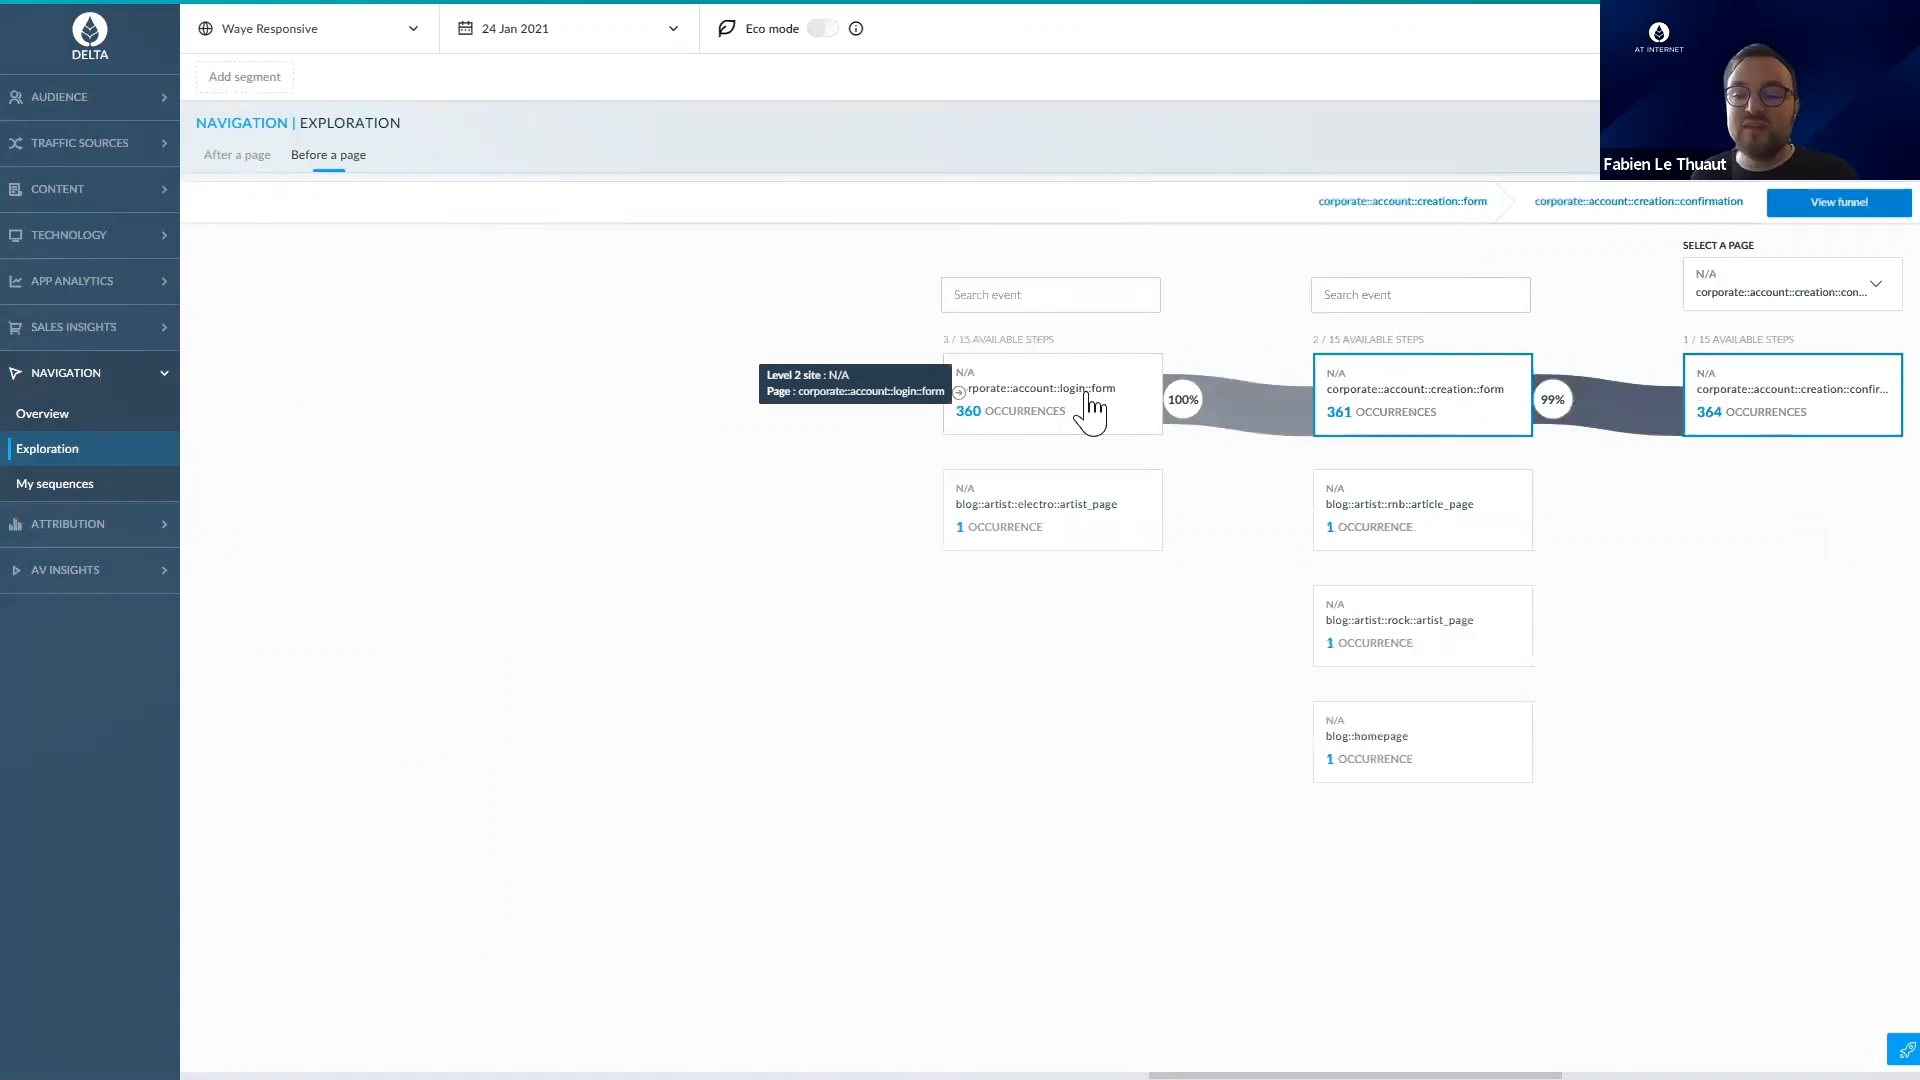 DELTA
Waye Responsive
24 Jan 2021
Eco mode
AT INTERNET
Fabien Le Thuaut
Add segment
AUDIENCE
TRAFFIC SOURCES
CONTENT
TECHNOLOGY
APP ANALYTICS
SALES INSIGHTS
NAVIGATION
Overview
Exploration
My sequences
ATTRIBUTION
AV INSIGHTS
NAVIGATION | EXPLORATION
After a page
Before a page
corporate::account::creation::form
corporate::account::creation::confirmation
View funnel
SELECT A PAGE
N/A
corporate::account::creation::con...
Search event
Search event
3 / 15 AVAILABLE STEPS
2 / 15 AVAILABLE STEPS
1 / 15 AVAILABLE STEPS
Level 2 site : N/A
Page : corporate::account::login::form
N/A
rporate::account::login::form
360 OCCURRENCES
100%
N/A
corporate::account::creation::form
361 OCCURRENCES
99%
N/A
corporate::account::creation::confir...
364 OCCURRENCES
N/A
blog::artist::electro::artist_page
1 OCCURRENCE
N/A
blog::artist::rnb::article_page
1 OCCURRENCE
N/A
blog::artist::rock::artist_page
1 OCCURRENCE
N/A
blog::homepage
1 OCCURRENCE